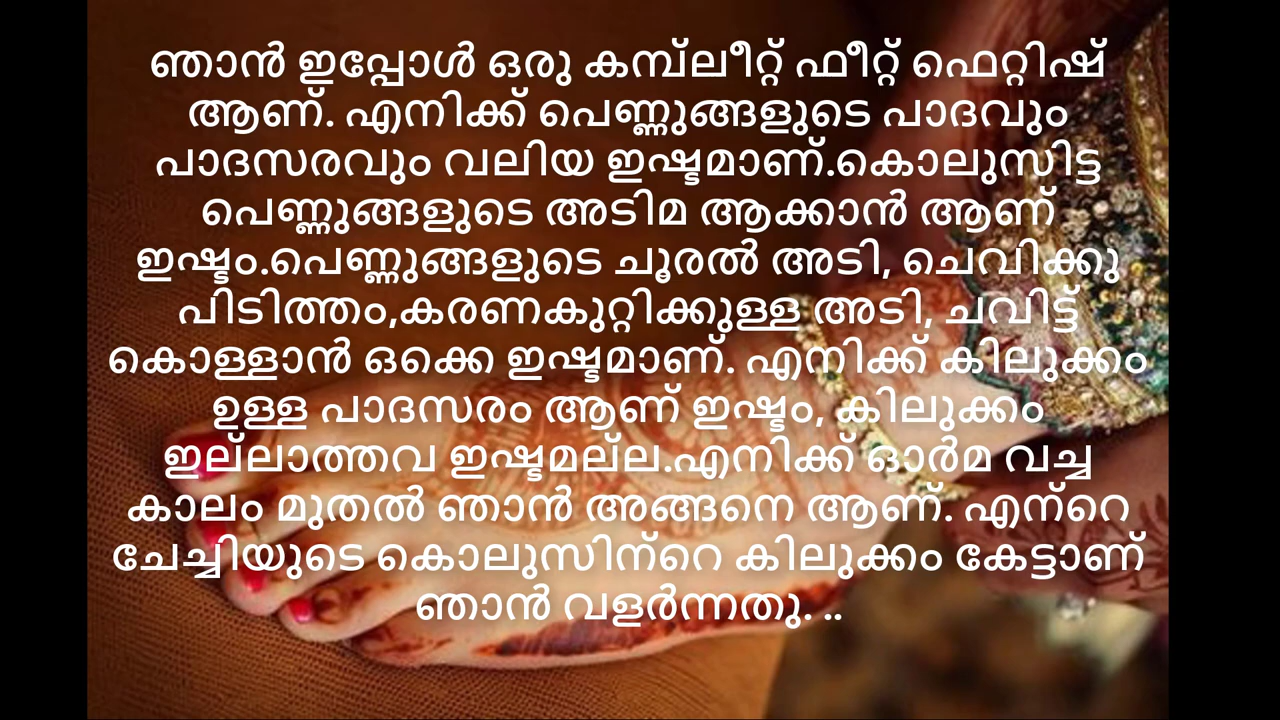 ഞാൻ ഇപ്പോൾ ഒരു കമ്പ്ലീറ്റ് ഫീറ്റ് ഫെറ്റിഷ്
ആണ്. എനിക്ക് പെണ്ണുങ്ങളുടെ പാദവും
പാദസരവും വലിയ ഇഷ്ടമാണ്.കൊലുസിട്ട
പെണ്ണുങ്ങളുടെ അടിമ ആക്കാൻ ആണ്
ഇഷ്ടം.പെണ്ണുങ്ങളുടെ ചൂരൽ അടി, ചെവിക്കു
പിടിത്തം,കരണകുറ്റിക്കുള്ള അടി, ചവിട്ട്
കൊള്ളാൻ ഒക്കെ ഇഷ്ടമാണ്. എനിക്ക് കിലുക്കം
ഉള്ള പാദസരം ആണ് ഇഷ്ടം, കിലുക്കം
ഇല്ലാത്തവ ഇഷ്ടമല്ല.എനിക്ക് ഓർമ വച്ച
കാലം മുതൽ ഞാൻ അങ്ങനെ ആണ്. എന്റെ
ചേച്ചിയുടെ കൊലുസിന്റെ കിലുക്കം കേട്ടാണ്
ഞാൻ വളർന്നതു. ..